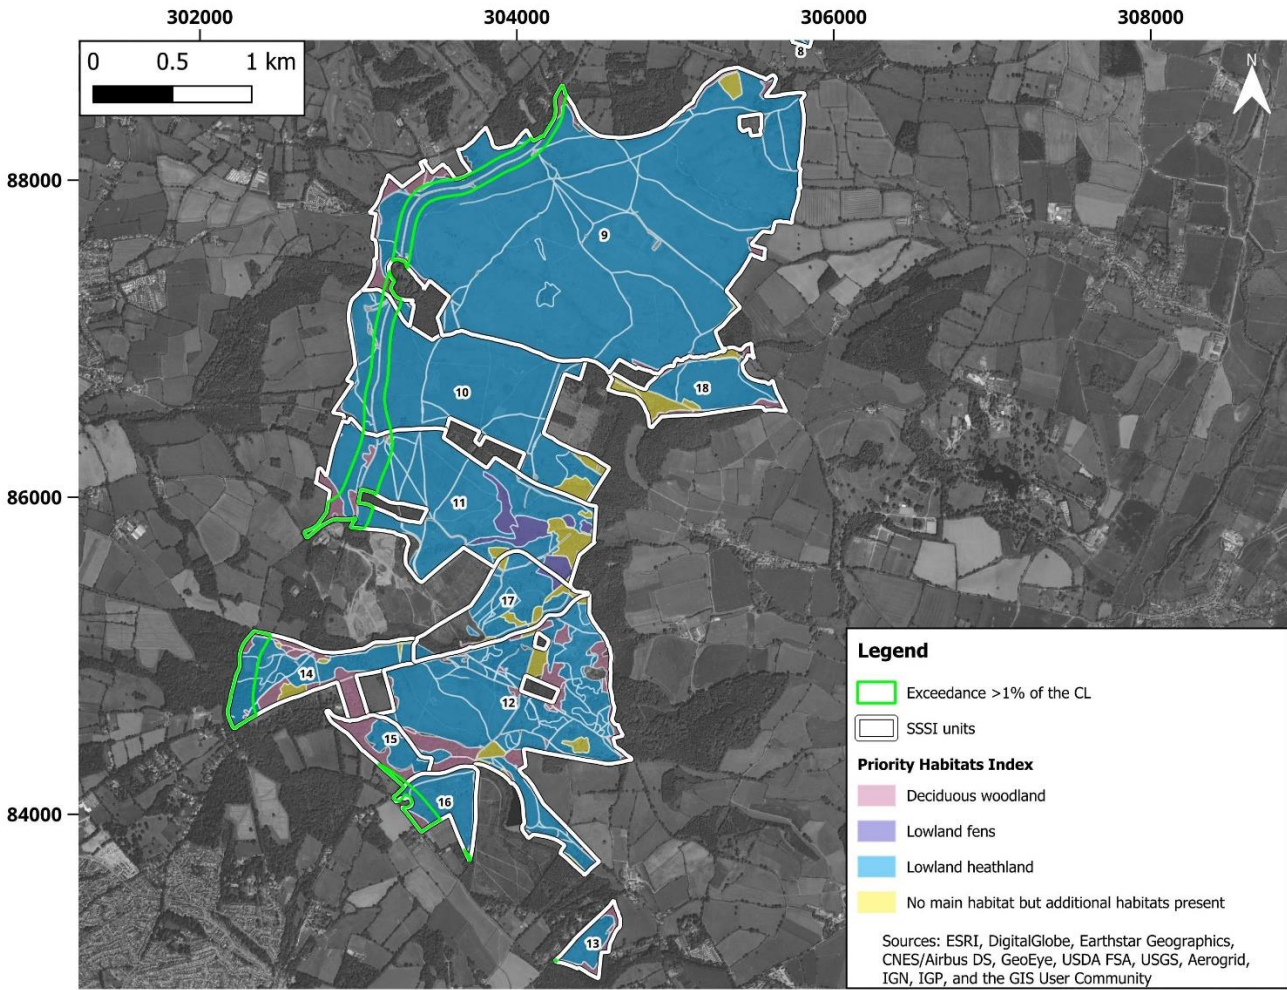 302000 304000 306000 308000
0 0.5 1 km
8
N
88000
9
10
18
86000
11
17
14
12
15
84000
16
13
Legend
Exceedance >1% of the CL
SSSI units
Priority Habitats Index
Deciduous woodland
Lowland fens
Lowland heathland
No main habitat but additional habitats present
Sources: ESRI, DigitalGlobe, Earthstar Geographics,
CNES/Airbus DS, GeoEye, USDA FSA, USGS, Aerogrid,
IGN, IGP, and the GIS User Community